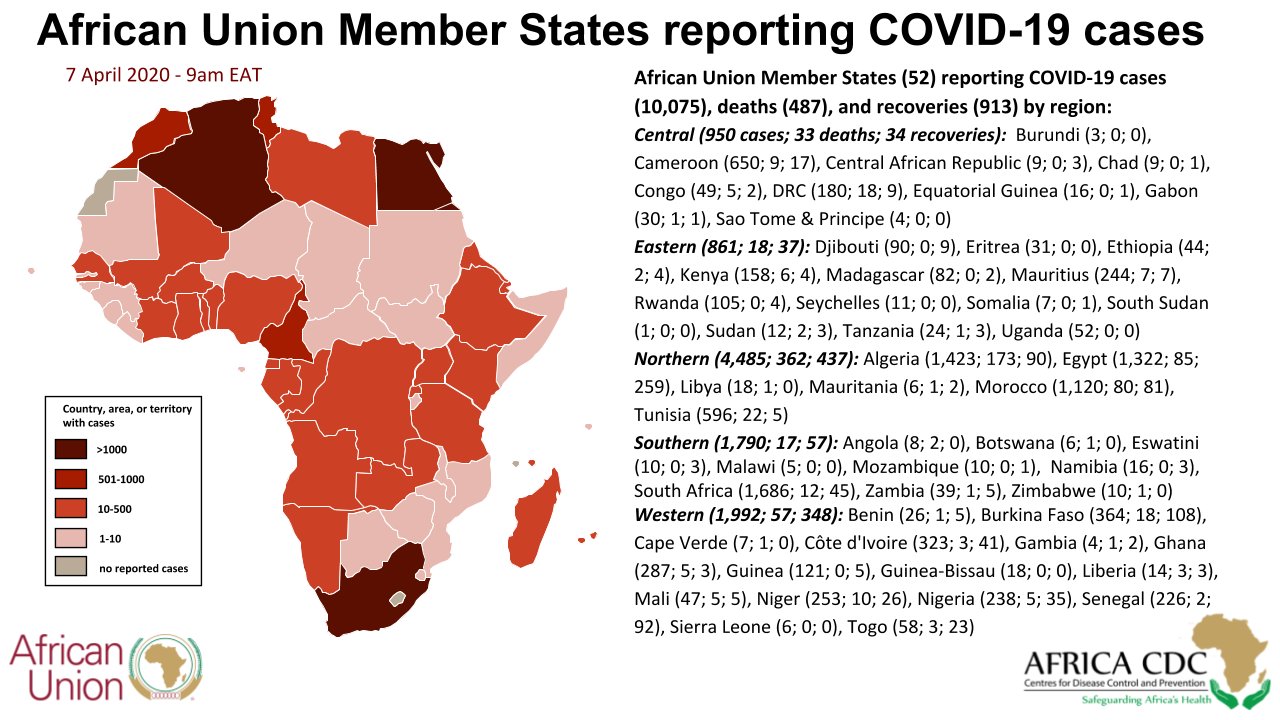 African Union Member States reporting COVID-19 cases
7 April 2020 - 9am EAT
African Union Member States (52) reporting COVID-19 cases
(10,075), deaths (487), and recoveries (913) by region:
Central (950 cases; 33 deaths; 34 recoveries): Burundi (3; 0; 0),
Cameroon (650; 9; 17), Central African Republic (9; 0; 3), Chad (9; 0; 1),
Congo (49; 5; 2), DRC (180; 18; 9), Equatorial Guinea (16; 0; 1), Gabon
(30; 1; 1), Sao Tome & Principe (4; 0; 0)
Eastern (861; 18; 37): Djibouti (90; 0; 9), Eritrea (31; 0; 0), Ethiopia (44;
2; 4), Kenya (158; 6; 4), Madagascar (82; 0; 2), Mauritius (244; 7; 7),
Rwanda (105; 0; 4), Seychelles (11; 0; 0), Somalia (7; 0; 1), South Sudan
(1; 0; 0), Sudan (12; 2; 3), Tanzania (24; 1; 3), Uganda (52; 0; 0)
Northern (4,485; 362; 437): Algeria (1,423; 173; 90), Egypt (1,322; 85;
259), Libya (18; 1; 0), Mauritania (6; 1; 2), Morocco (1,120; 80; 81),
Tunisia (596; 22; 5)
Southern (1,790; 17; 57): Angola (8; 2; 0), Botswana (6; 1; 0), Eswatini
(10; 0; 3), Malawi (5; 0; 0), Mozambique (10; 0; 1), Namibia (16; 0; 3),
South Africa (1,686; 12; 45), Zambia (39; 1; 5), Zimbabwe (10; 1; 0)
Western (1,992; 57; 348): Benin (26; 1; 5), Burkina Faso (364; 18; 108),
Cape Verde (7; 1; 0), Côte d'Ivoire (323; 3; 41), Gambia (4; 1; 2), Ghana
(287; 5; 3), Guinea (121; 0; 5), Guinea-Bissau (18; 0; 0), Liberia (14; 3; 3),
Mali (47; 5; 5), Niger (253; 10; 26), Nigeria (238; 5; 35), Senegal (226; 2;
92), Sierra Leone (6; 0; 0), Togo (58; 3; 23)
Country, area, or territory
with cases
>1000
501-1000
10-500
1-10
no reported cases
African
Union
AFRICA CDC
Centres for Disease Control and Prevention
Safeguarding Africa's Health